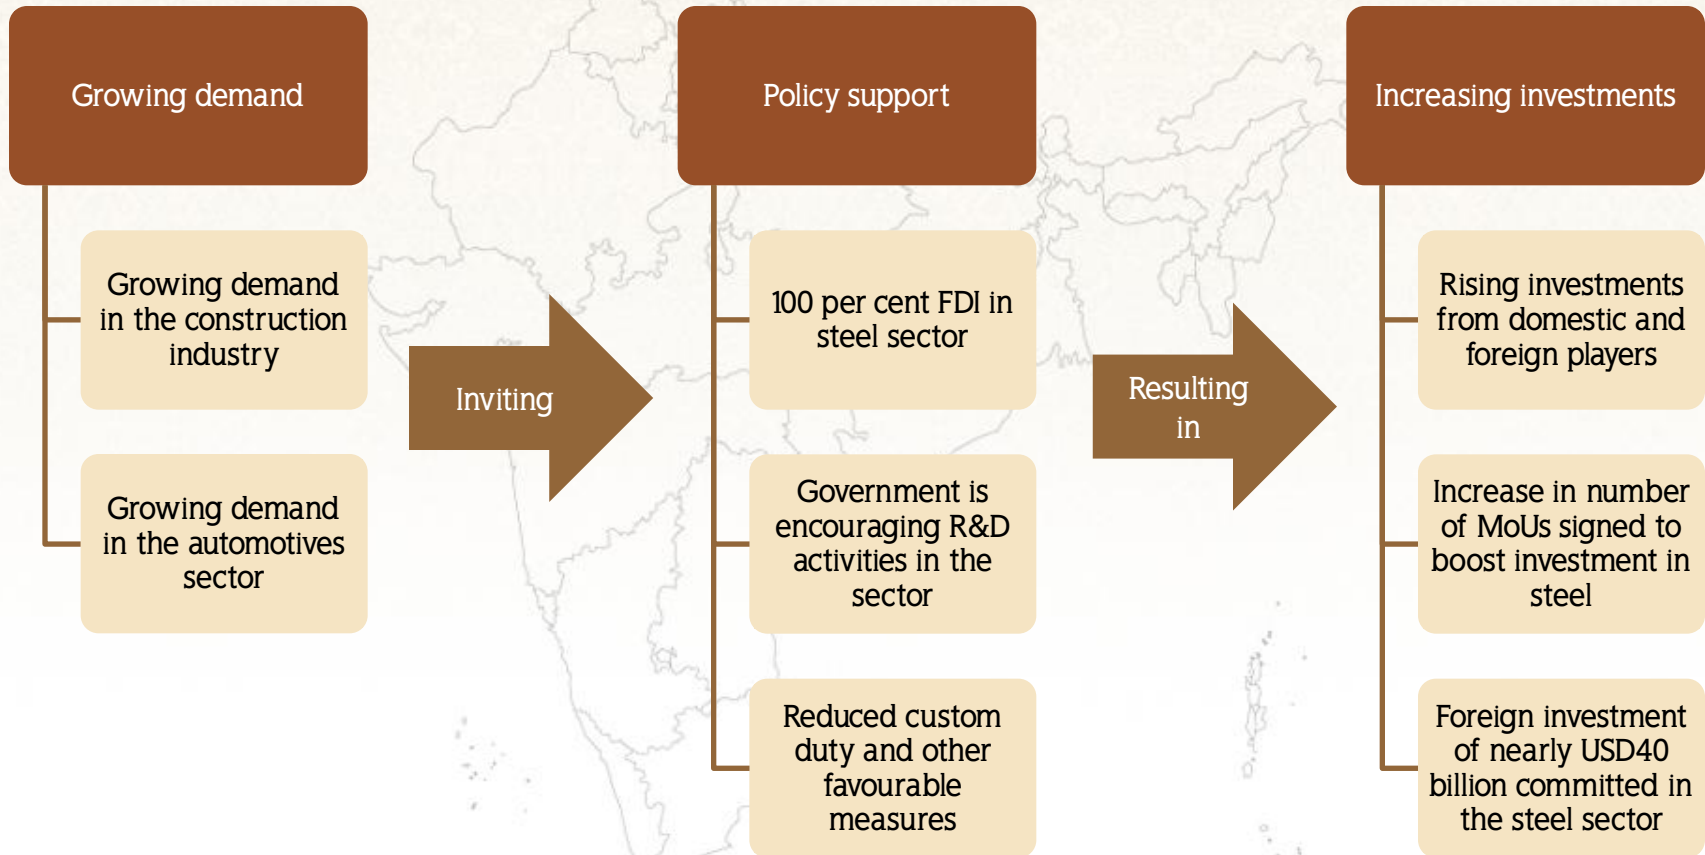 Growing demand
Growing demand
in the construction
industry
Growing demand
in the automotives
sector
Inviting
Policy support
100 per cent FDI in
steel sector
Government is
encouraging R&D
activities in the
sector
Reduced custom
duty and other
favourable
measures
Resulting
in
Increasing investments
Rising investments
from domestic and
foreign players
Increase in number
of MoUs signed to
boost investment in
steel
Foreign investment
of nearly USD40
billion committed in
the steel sector